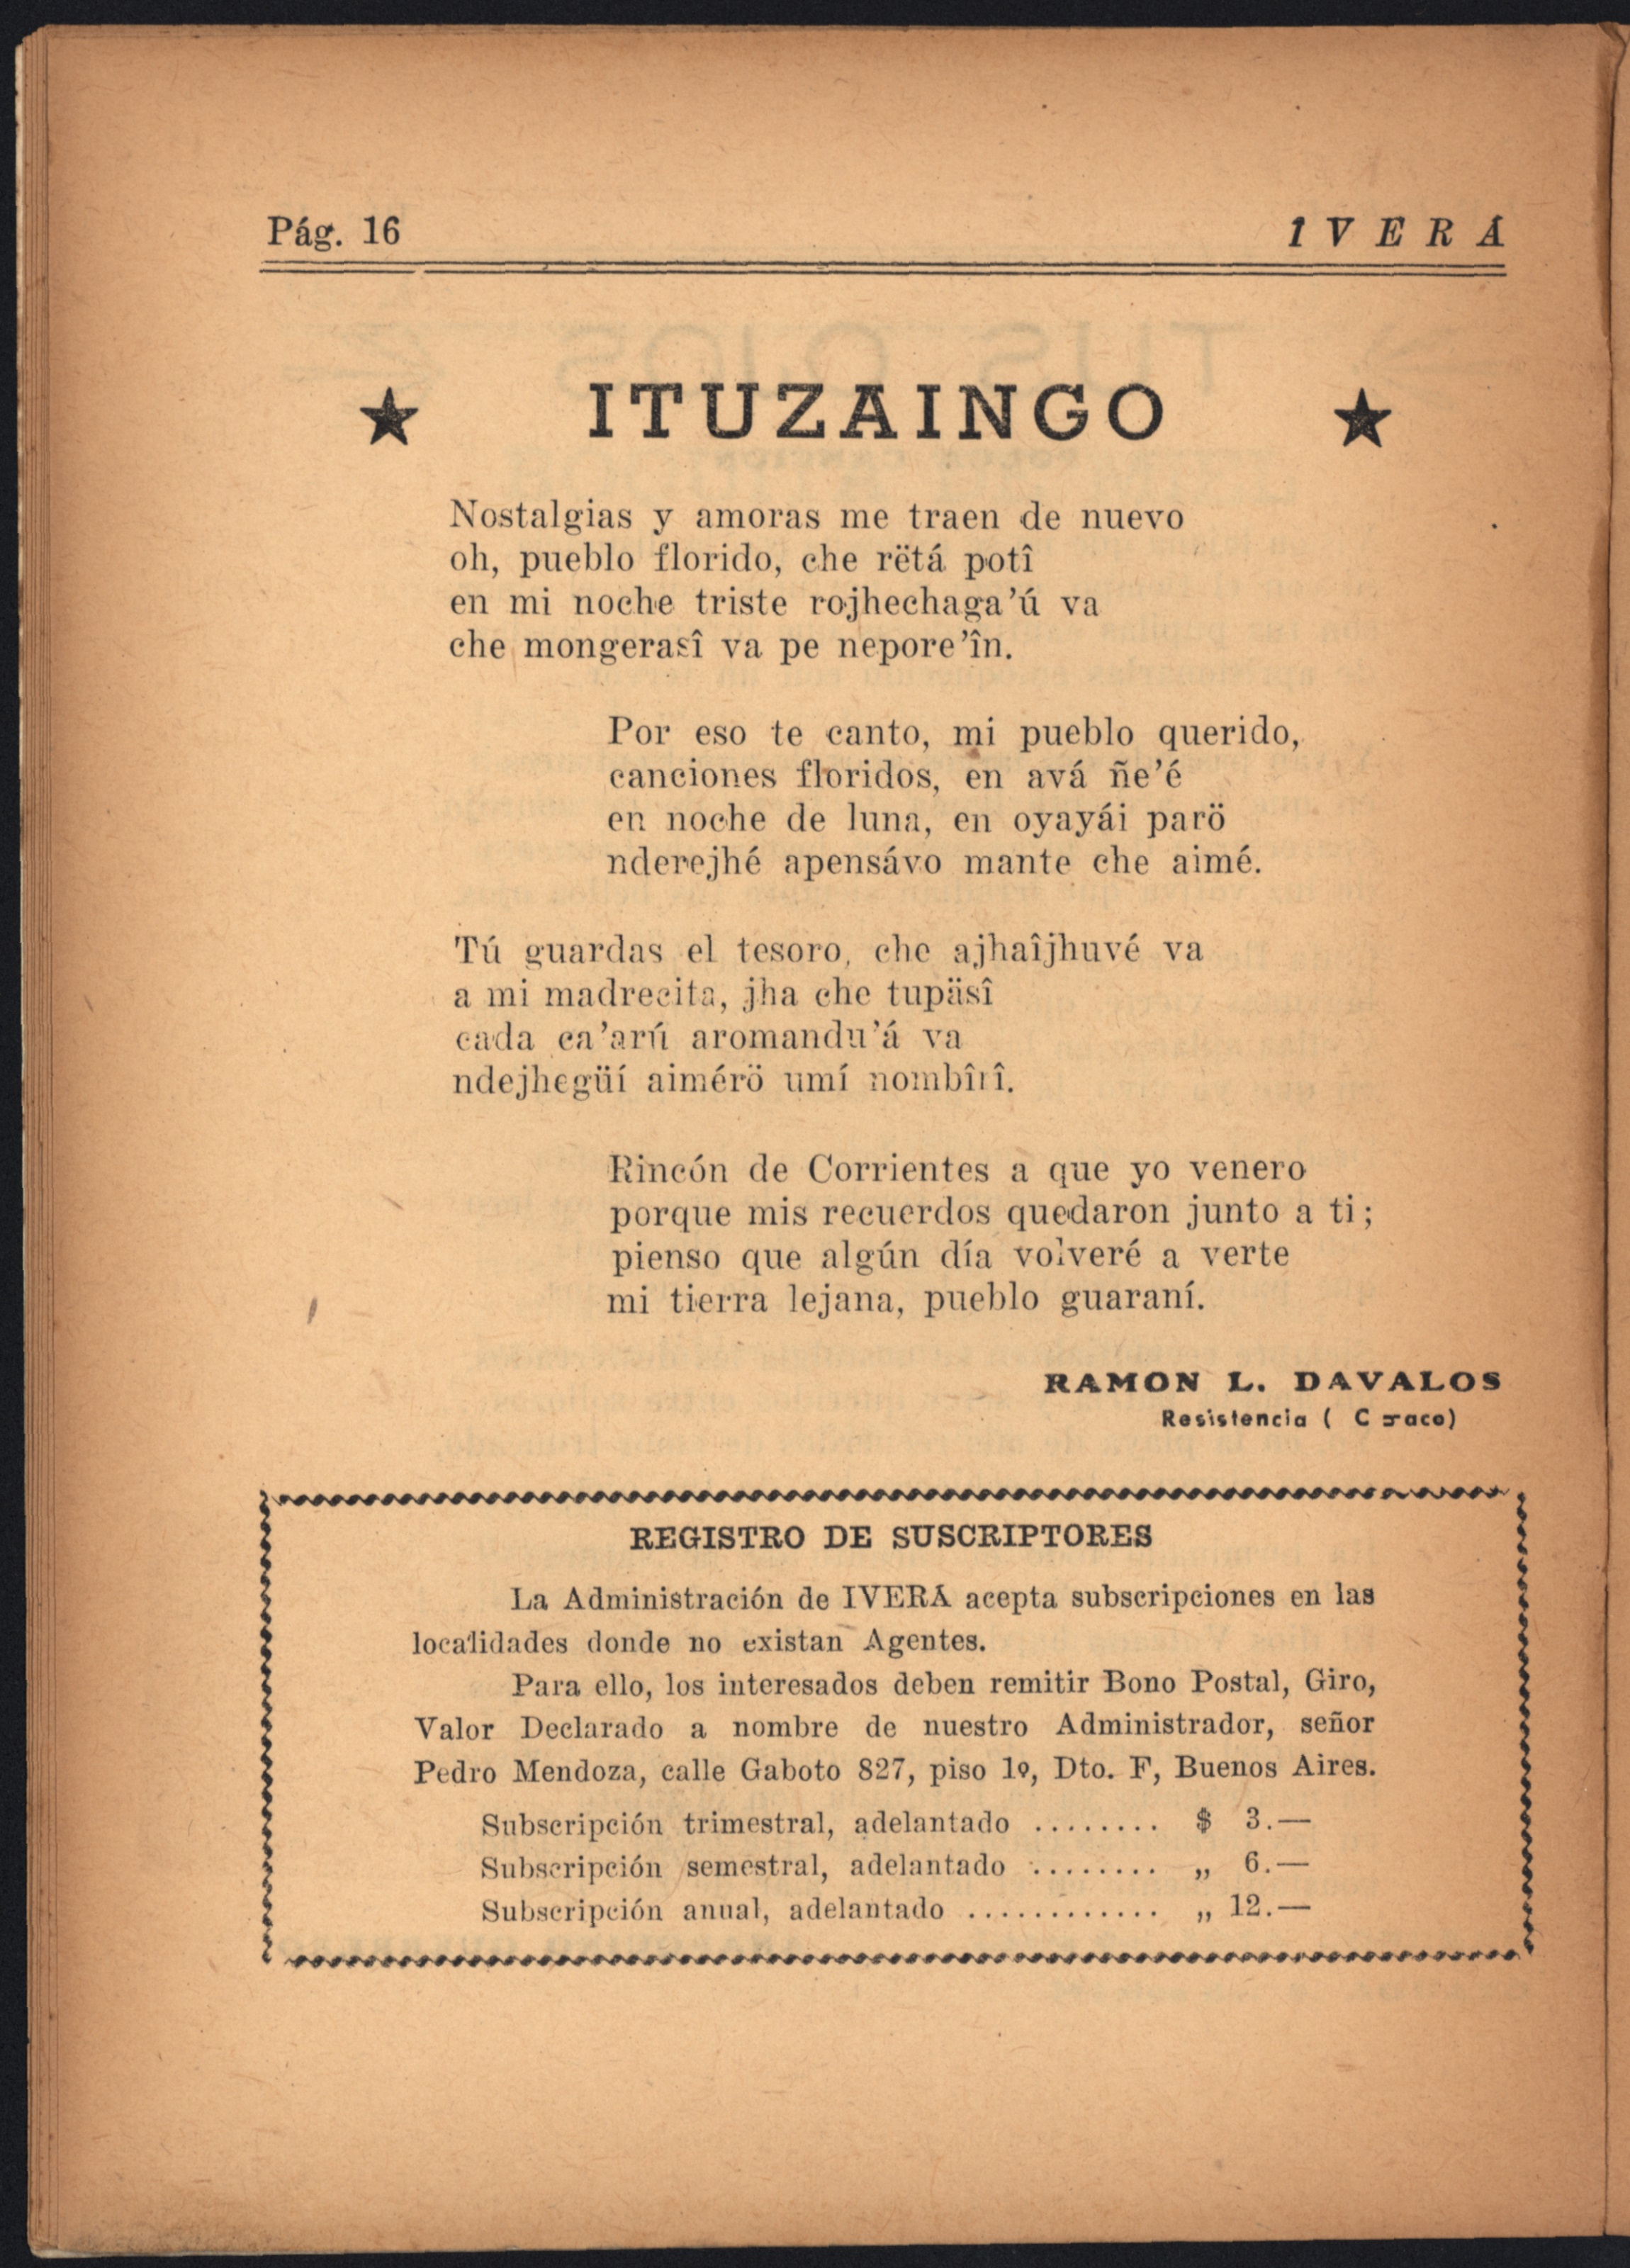 Pág. 16
1VERÁ
★ ITUZAINGO ★
Nostalgias y amoras me traen de nuevo
oh, pueblo florido, che rëtá potî
en mi noche triste rojhechaga'ú va
che mongerasî va pe nepore'în.
Por eso te canto, mi pueblo querido,
canciones floridos, en avá ñe'é
en noche de luna, en oyayái parö
nderejhé apensávo mante che aimé.
Tú guardas el tesoro, che ajhaîjhuvé va
a mi madrecita, jha che tupäsî
cada ca'arú aromandu'á va
ndejhegüí aimérö umí nombîrî.
Rincón de Corrientes a que yo venero
porque mis recuerdos quedaron junto a ti;
pienso que algún día volveré a verte
mi tierra lejana, pueblo guaraní.
RAMON L. DAVALOS
Resistencia (
REGISTRO DE SUSCRIPTORES
La Administración de IVERÁ acepta subscripciones en las
localidades donde no existan Agentes.
Para ello, los interesados deben remitir Bono Postal, Giro,
Valor Declarado a nombre de nuestro Administrador, señor
Pedro Mendoza, calle Gaboto 827, piso 1º, Dto. F, Buenos Aires.
Subscripción trimestral, adelantado ........ $ 3.—
Subscripción semestral, adelantado ........ „ 6.—
Subscripción anual, adelantado ............ „ 12.—